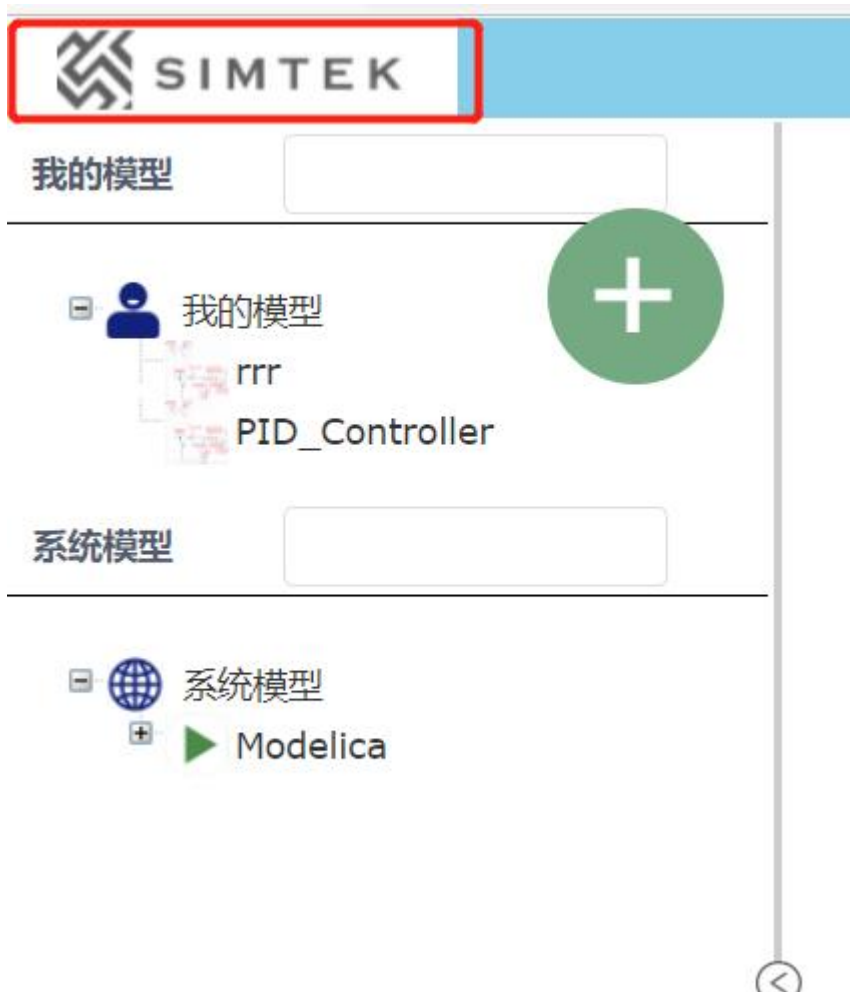 SIMTEK
我的模型
我的模型
rrr
PID_Controller
系统模型
系统模型
Modelica